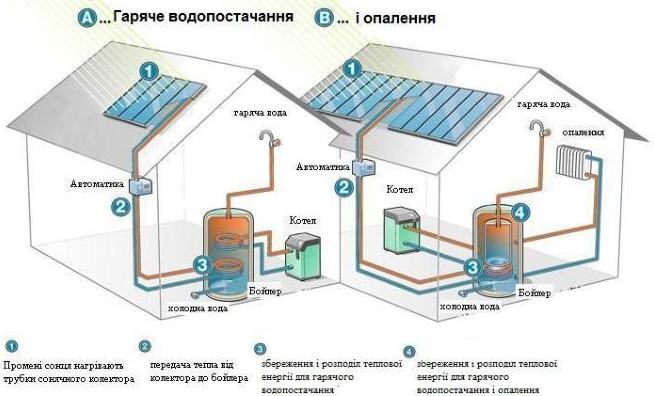 A ... Гаряче водопостачання
B ... і опалення
1
1
гаряча вода
гаряча вода
опалення
Автоматика
Автоматика
2
2
Котел
Котел
4
3
3
Бойлер
Бойлер
холодна вода
холодна вода
1
Промені сонця нагрівають
трубки сонячного колектора
2
передача тепла від
колектора до бойлера
3
збереження і розподіл теплової
енергії для гарячого
водопостачання
4
збереження і розподіл теплової
енергії для гарячого
водопостачання і опалення